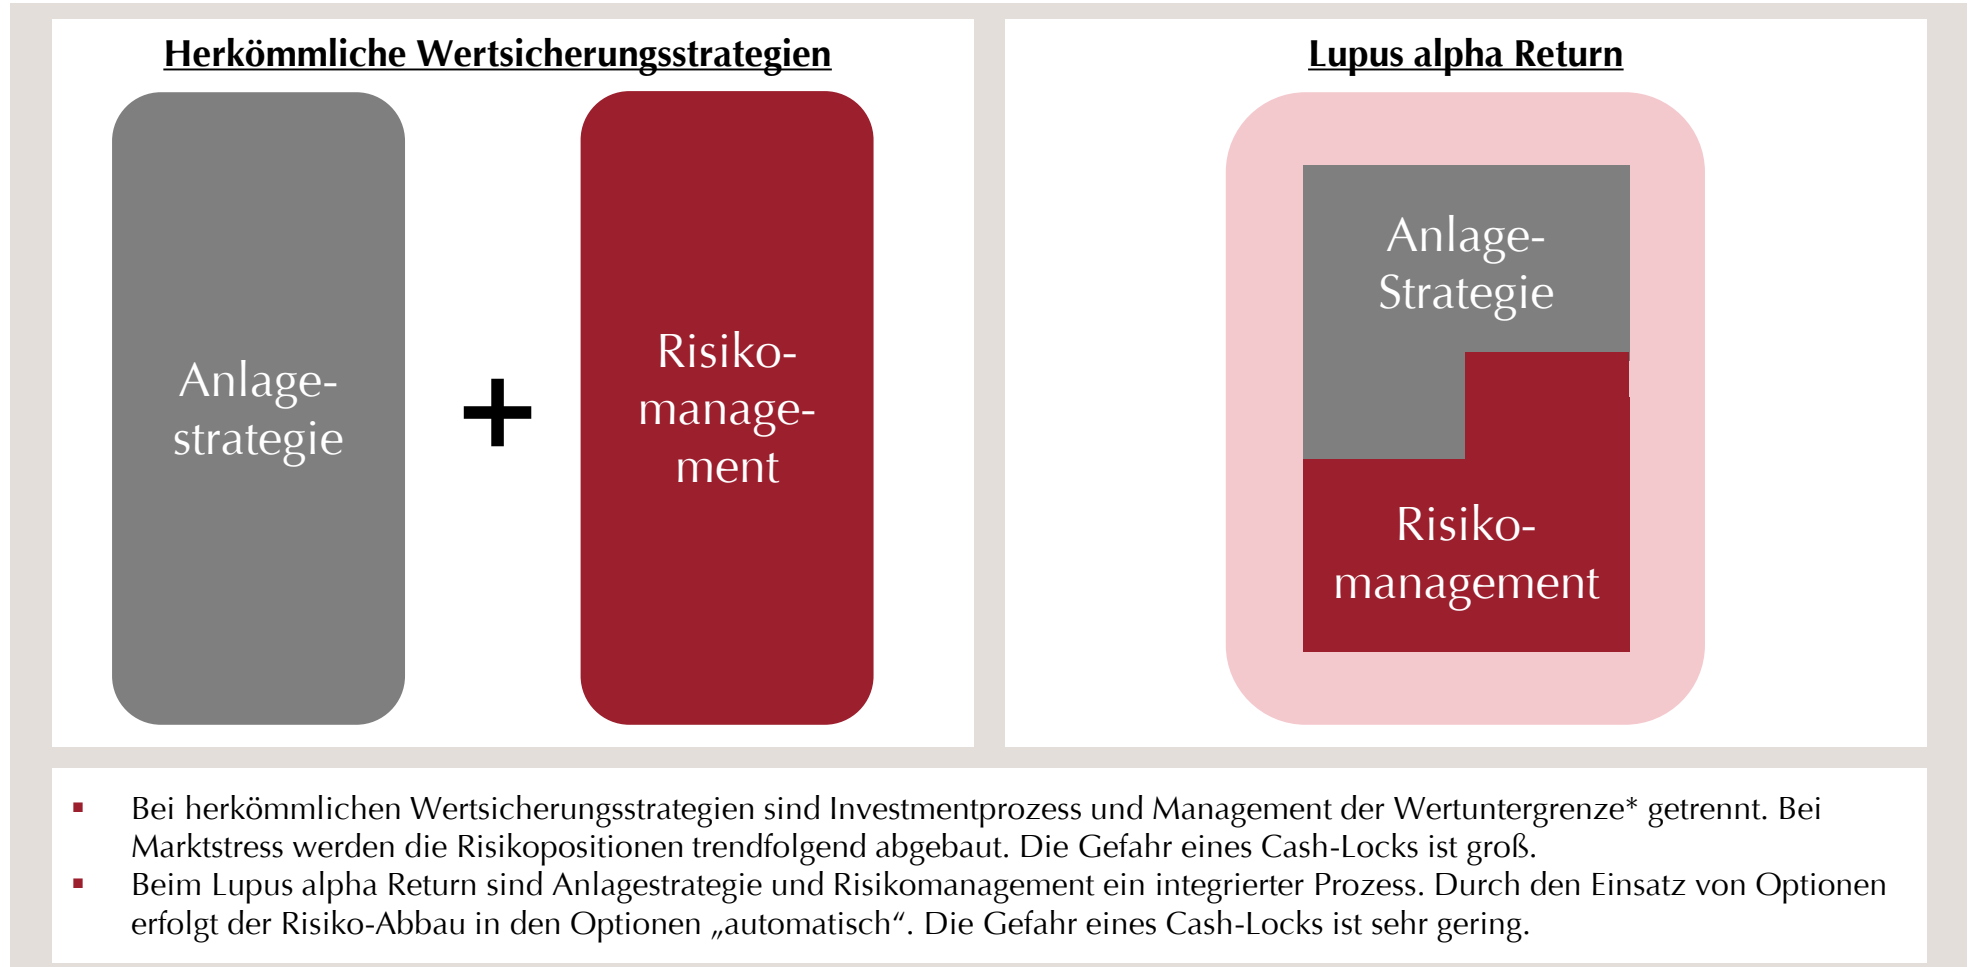 Herkömmliche Wertsicherungsstrategien
Anlage-
strategie
+
Risiko-
manage-
ment
Lupus alpha Return
Anlage-
Strategie
Risiko-
management
▪ Bei herkömmlichen Wertsicherungsstrategien sind Investmentprozess und Management der Wertuntergrenze* getrennt. Bei
Marktstress werden die Risikopositionen trendfolgend abgebaut. Die Gefahr eines Cash-Locks ist groß.
▪ Beim Lupus alpha Return sind Anlagestrategie und Risikomanagement ein integrierter Prozess. Durch den Einsatz von Optionen
erfolgt der Risiko-Abbau in den Optionen „automatisch“. Die Gefahr eines Cash-Locks ist sehr gering.